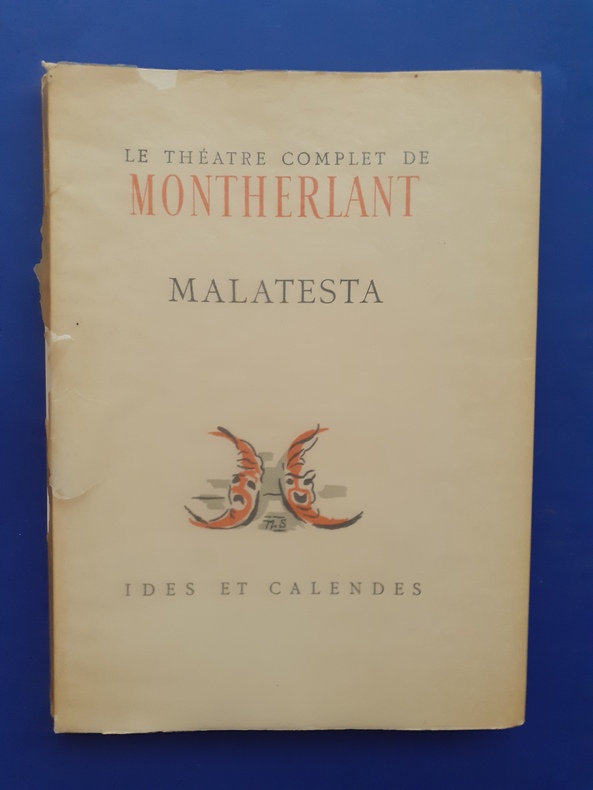 LE THÉATRE COMPLET DE
MONTHERLANT
MALATESTA
IDES ET CALENDES